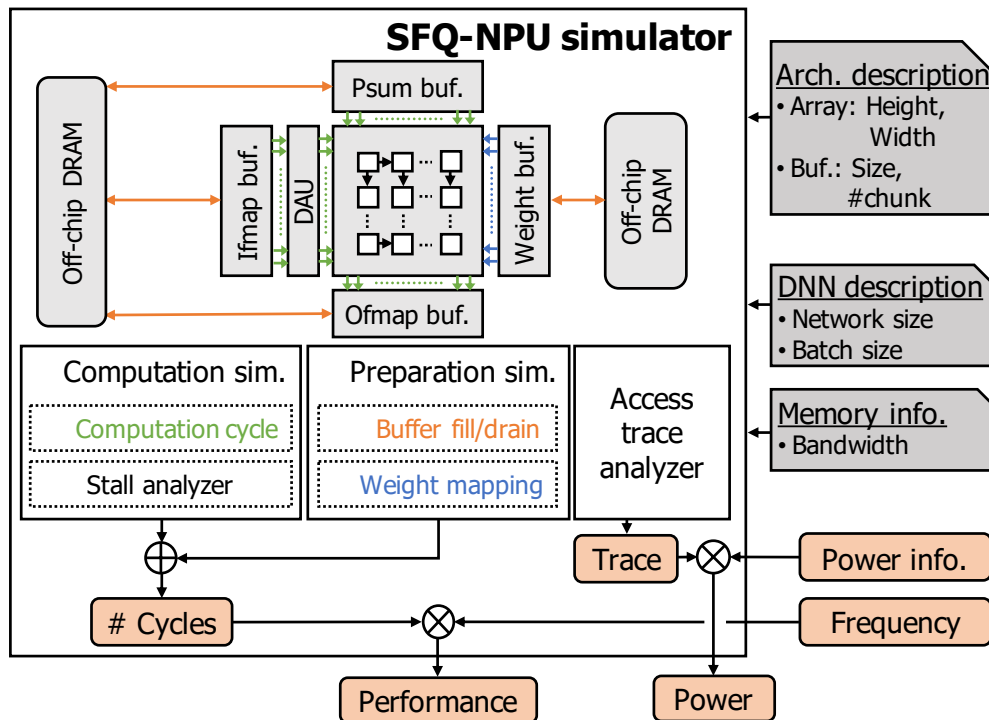 SFQ-NPU simulator
Off-chip DRAM
Psum buf.
Ifmap buf.
DAU
Weight buf.
Off-chip
DRAM
Ofmap buf.
Computation sim.
Computation cycle
Stall analyzer
Preparation sim.
Buffer fill/drain
Weight mapping
Access
trace
analyzer
Arch. description
• Array: Height,
Width
• Buf.: Size,
#chunk
DNN description
• Network size
• Batch size
Memory info.
• Bandwidth
Trace
Power info.
# Cycles
Frequency
Performance
Power